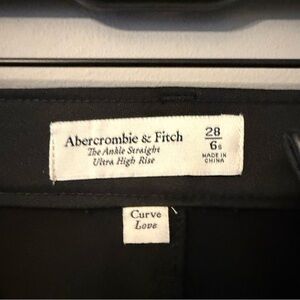 Abercrombie & Fitch
The Ankle Straight
Ultra High Rise
28
6s
MADE IN
CHINA
Curve
Love